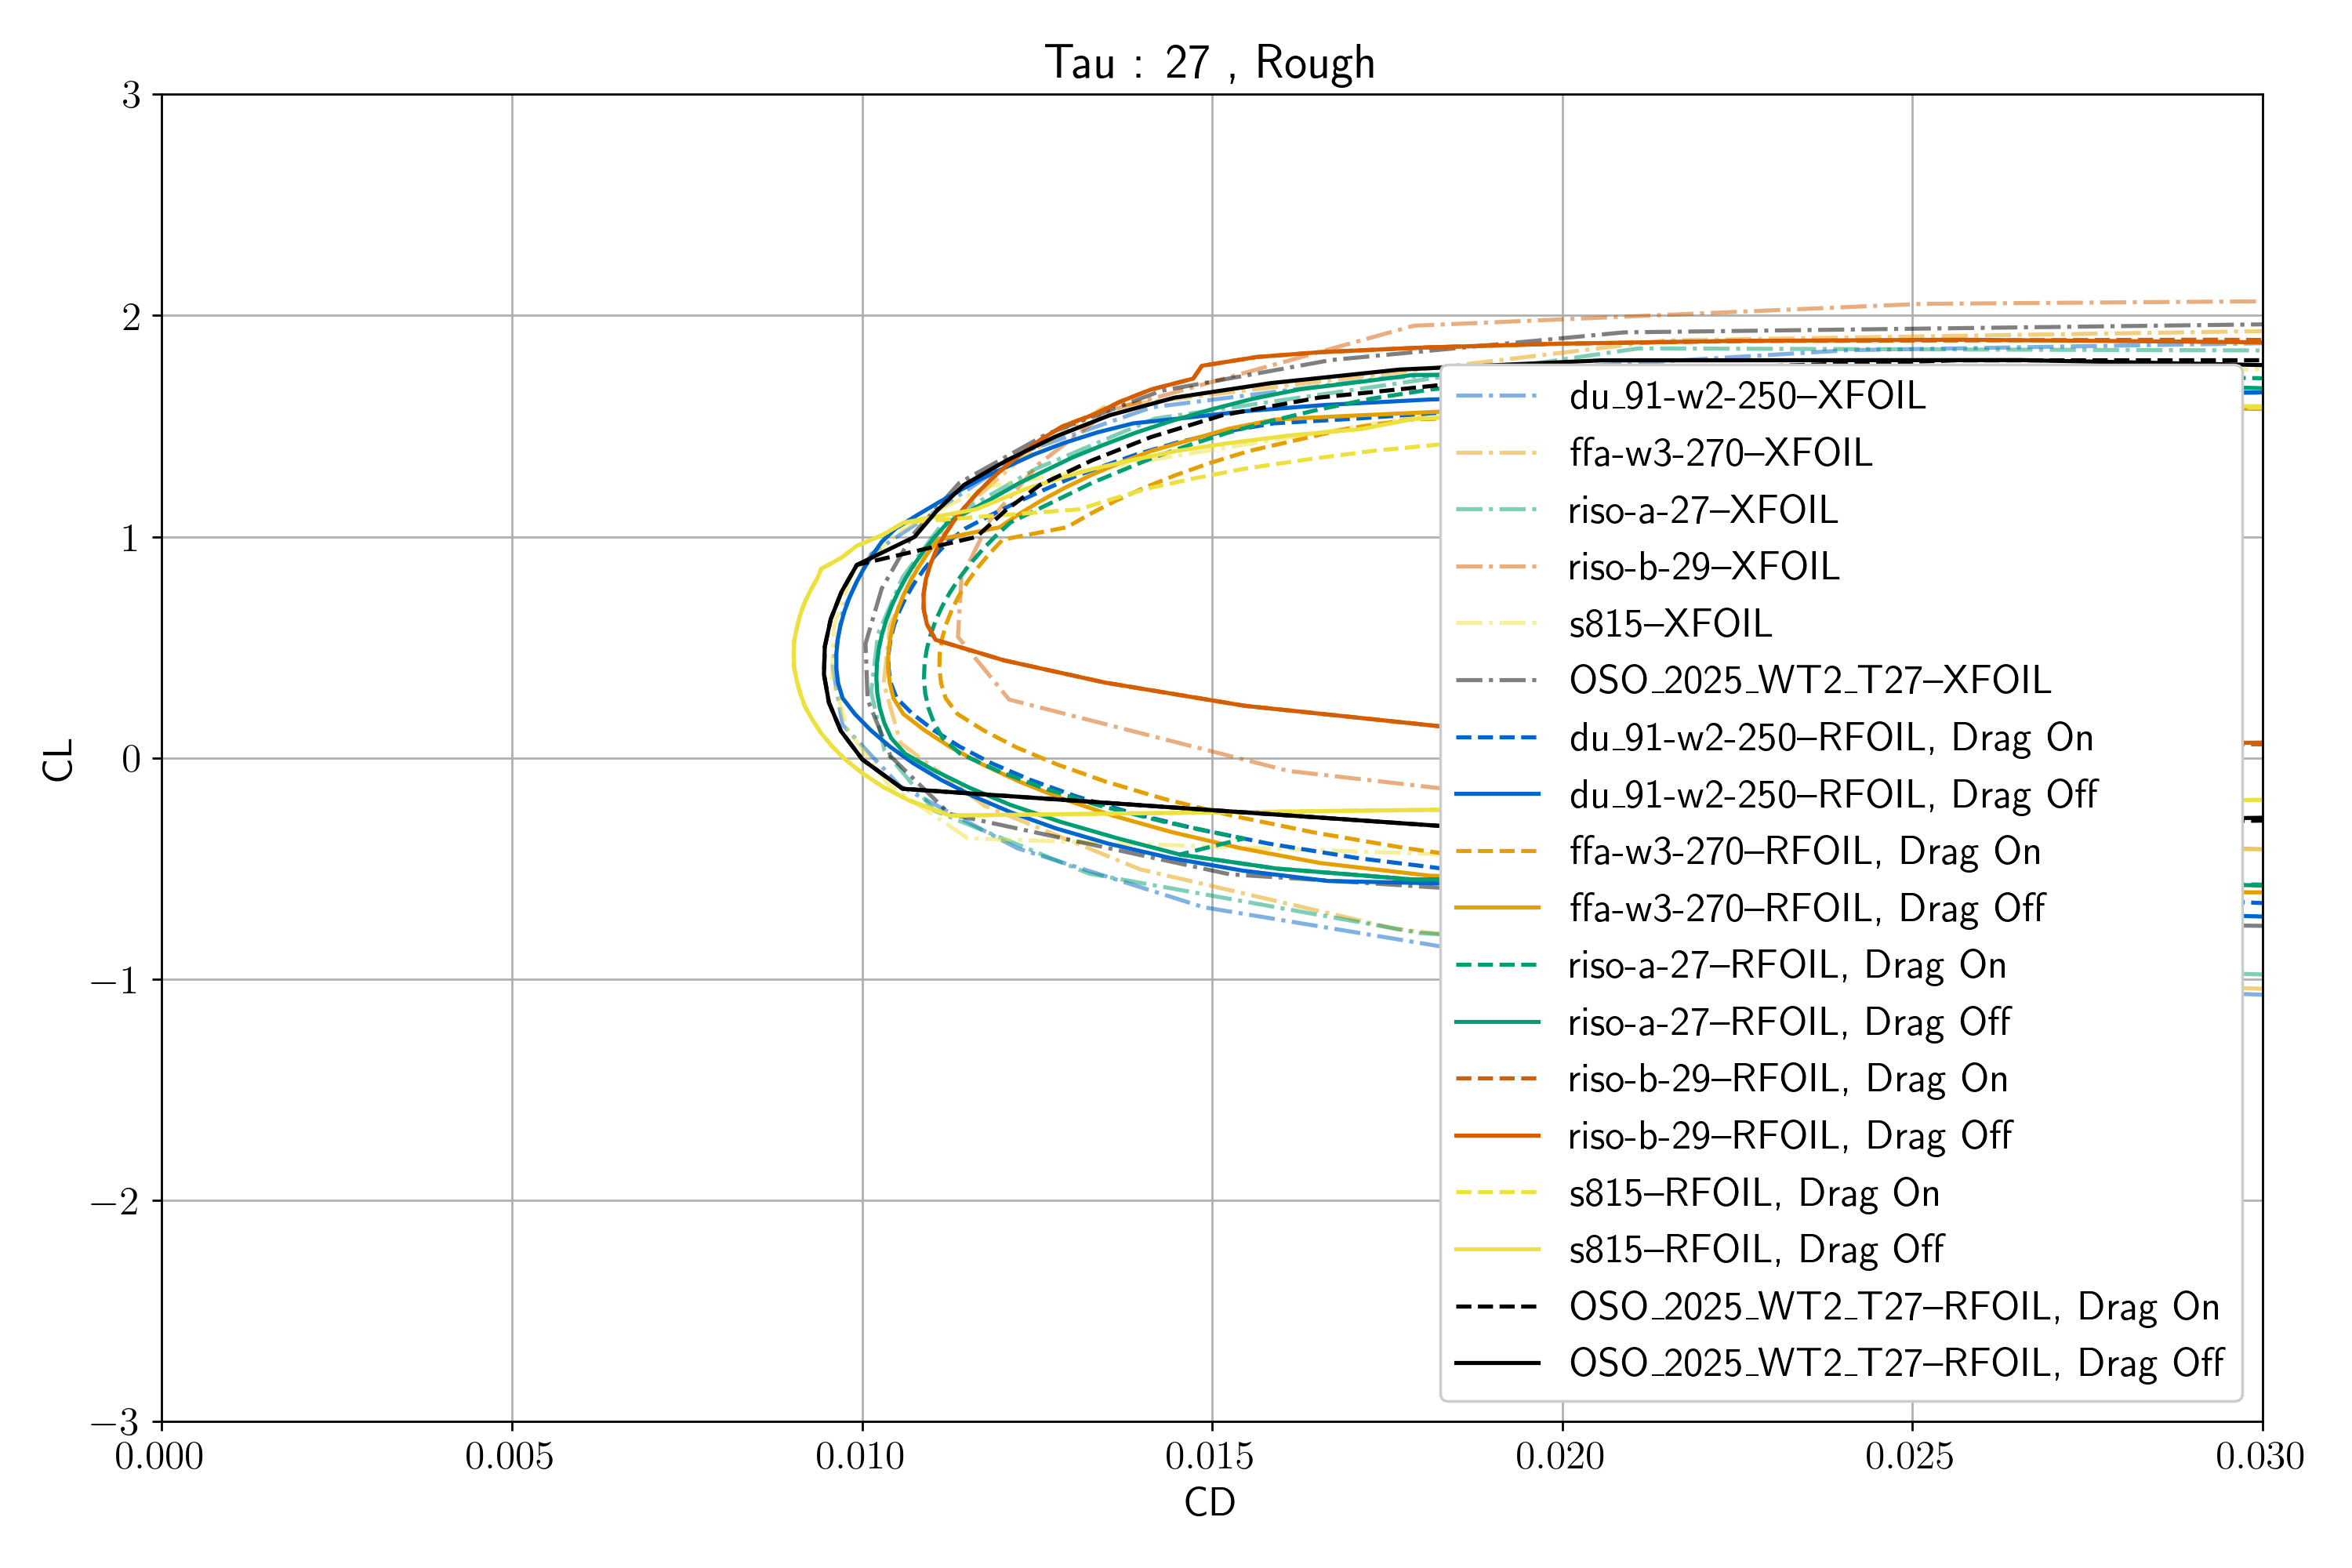 Tau : 27 , Rough
3
2
1
0
−1
−2
−3
CL
0.000 0.005 0.010 0.015 0.020 0.025 0.030
CD
du_91-w2-250–XFOIL
ffa-w3-270–XFOIL
riso-a-27–XFOIL
riso-b-29–XFOIL
s815–XFOIL
OSO_2025_WT2_T27–XFOIL
du_91-w2-250–RFOIL, Drag On
du_91-w2-250–RFOIL, Drag Off
ffa-w3-270–RFOIL, Drag On
ffa-w3-270–RFOIL, Drag Off
riso-a-27–RFOIL, Drag On
riso-a-27–RFOIL, Drag Off
riso-b-29–RFOIL, Drag On
riso-b-29–RFOIL, Drag Off
s815–RFOIL, Drag On
s815–RFOIL, Drag Off
OSO_2025_WT2_T27–RFOIL, Drag On
OSO_2025_WT2_T27–RFOIL, Drag Off